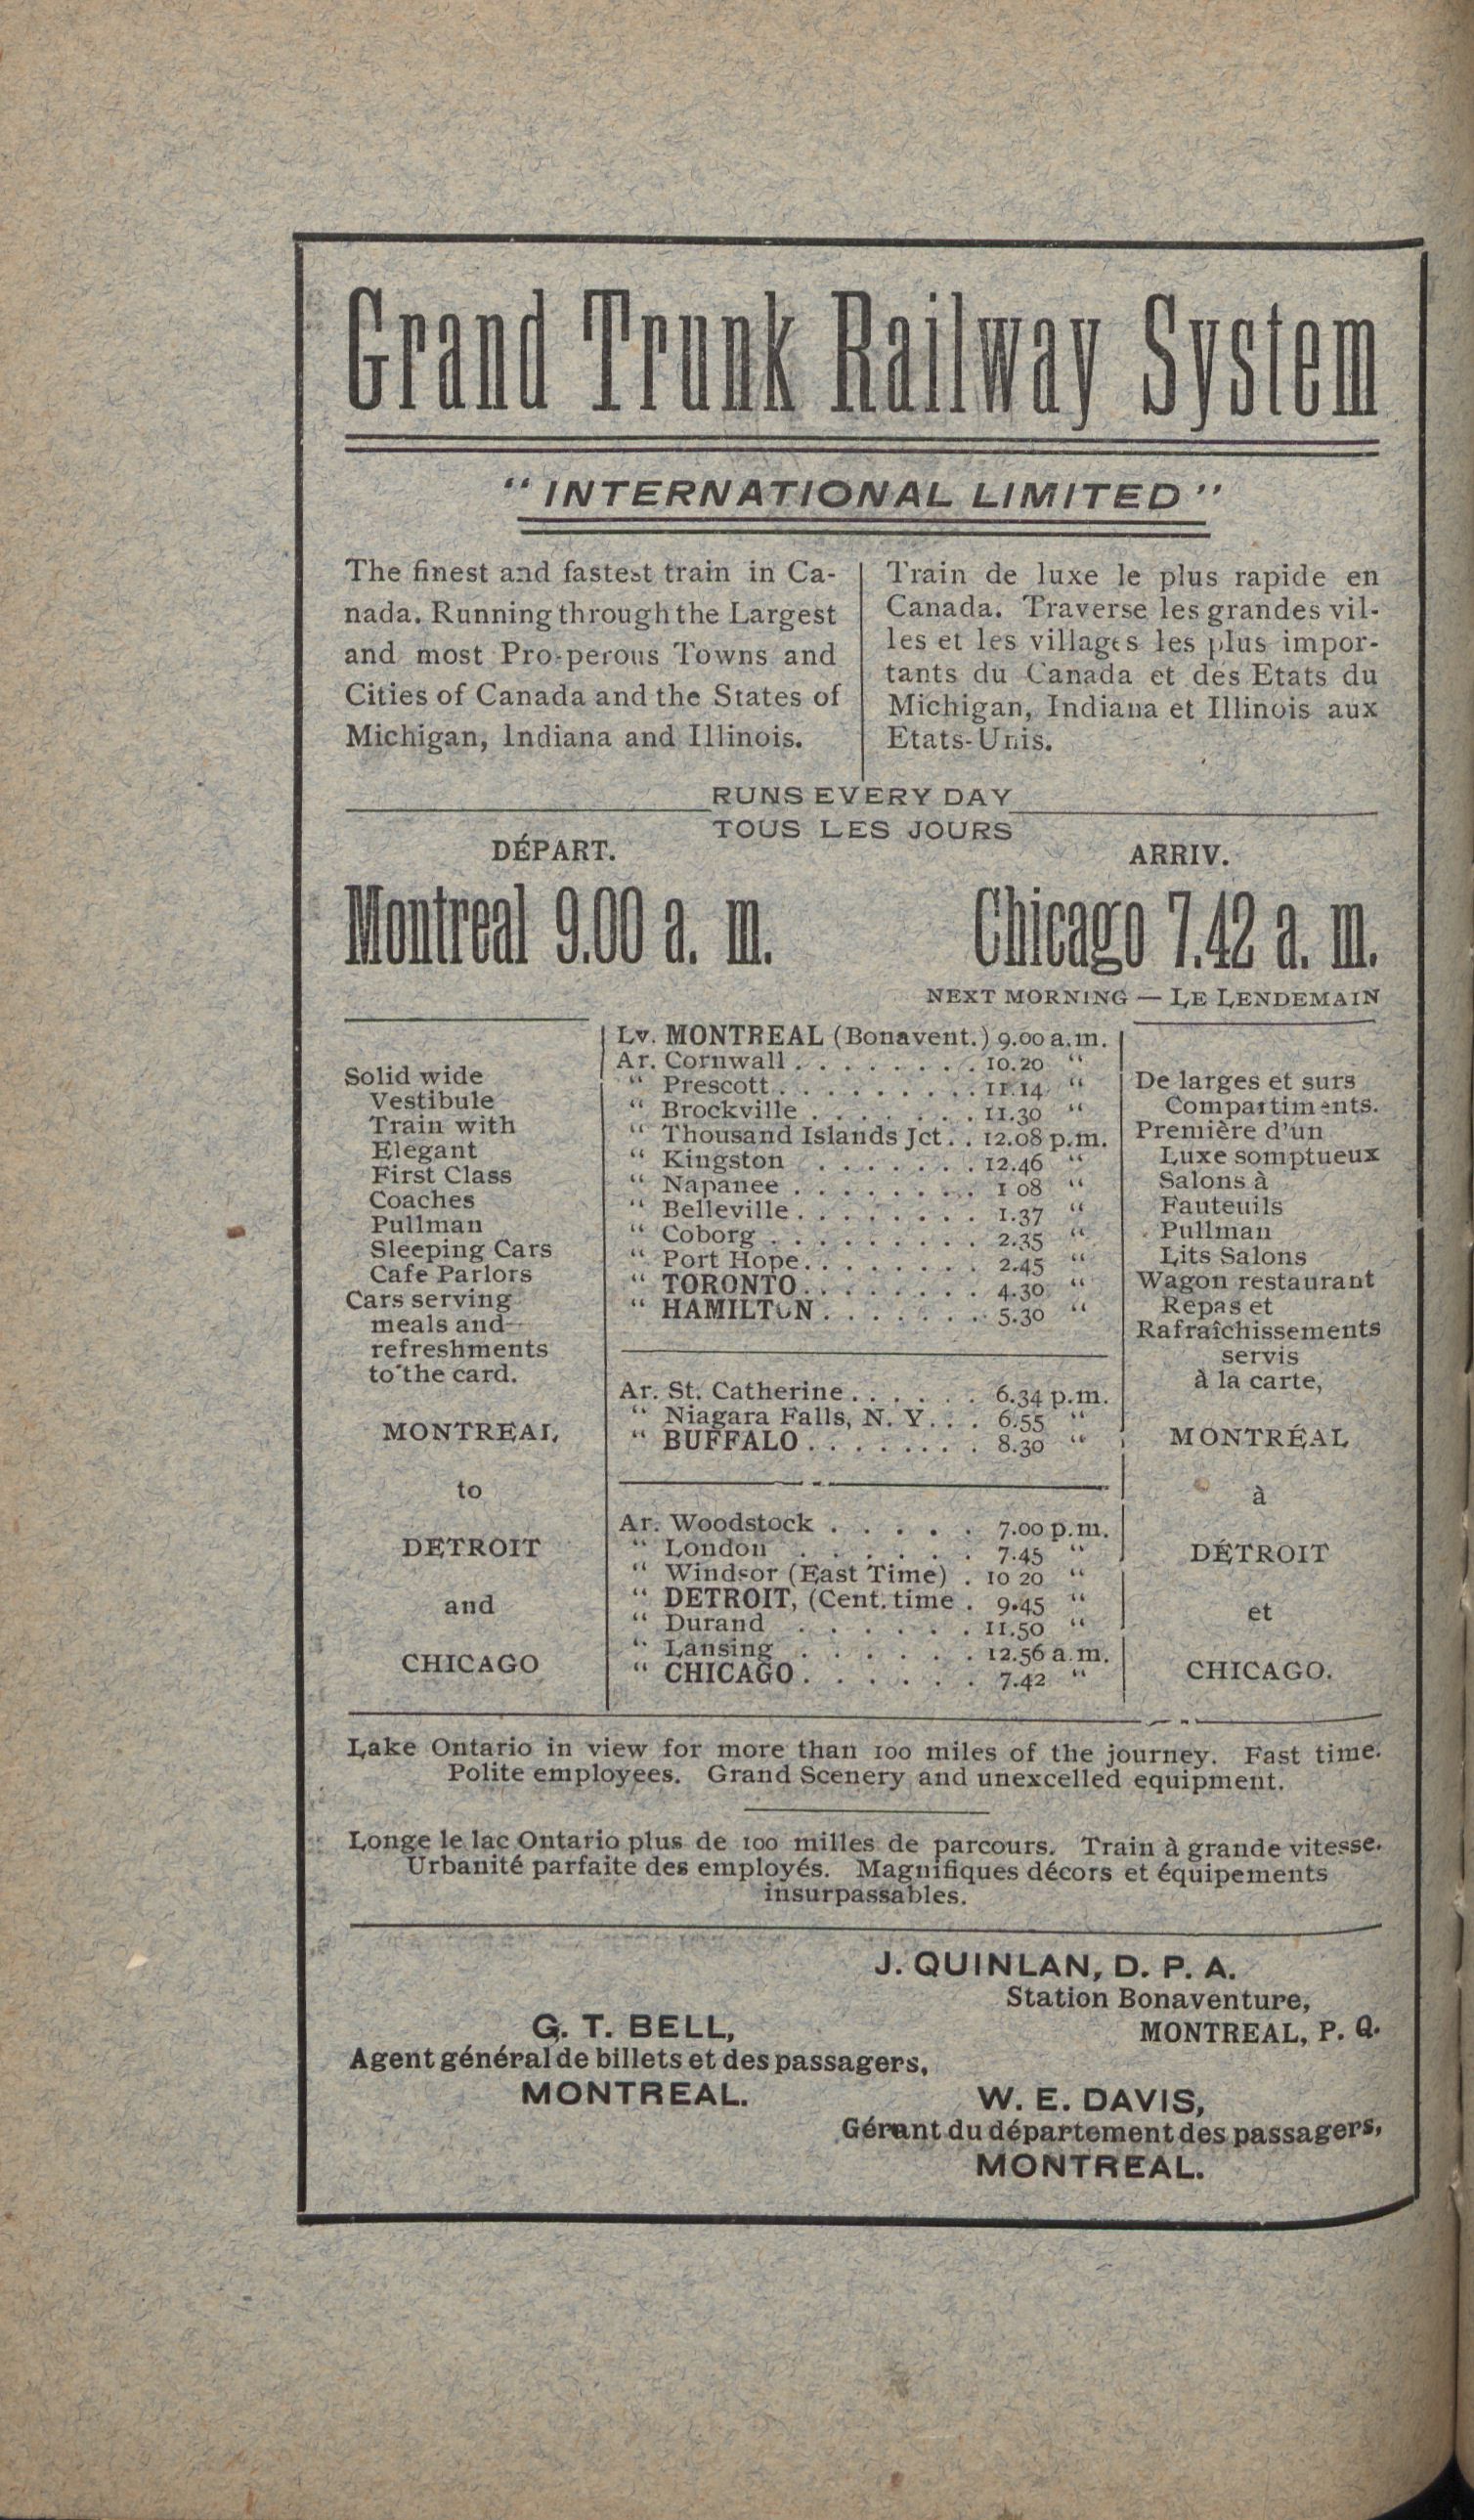 Grand Trunk Railway System
"INTERNATIONAL LIMITED"
The finest and fastest train in Ca-
nada. Running through the Largest
and most Prosperous Towns and
Cities of Canada and the States of
Michigan, Indiana and Illinois.
Train de luxe le plus rapide en
Canada. Traverse les grandes vil-
les et les villages les plus impor-
tants du Canada et des Etats du
Michigan, Indiana et Illinois aux
Etats-Unis.
RUNS EVERY DAY
TOUS LES JOURS
DÉPART.
Montreal 9.00 a. m.
ARRIV.
Chicago 7.42 a. m.
NEXT MORNING — LE LENDEMAIN
Solid wide
Vestibule
Train with
Elegant
First Class
Coaches
Pullman
Sleeping Cars
Cafe Parlors
Cars serving
meals and
refreshments
to the card.
MONTREAL
to
DETROIT
and
CHICAGO
Lv. MONTREAL (Bonavent.) 9.00 a.m.
Ar. Cornwall . . . . . . . . 10.20 "
" Prescott . . . . . . . . . 11.14 "
" Brockville . . . . . . . 11.30 "
" Thousand Islands Jct. . 12.08 p.m.
" Kingston . . . . . . . 12.46 "
" Napanee . . . . . . . . 1 08 "
" Belleville . . . . . . . . 1.37 "
" Coborg . . . . . . . . . 2.35 "
" Port Hope. . . . . . . . 2.45 "
" TORONTO. . . . . . . . 4.30 "
" HAMILTON . . . . . . . 5.30 "
Ar. St. Catherine . . . . . . 6.34 p.m.
" Niagara Falls, N. Y. . . 6.55 "
" BUFFALO . . . . . . . . 8.30 "
Ar. Woodstock . . . . . 7.00 p.m.
" London . . . . . . 7.45 "
" Windsor (East Time) . 10 20 "
" DETROIT, (Cent. time . 9.45 "
" Durand . . . . . . 11.50 "
" Lansing . . . . . . 12.56 a.m.
" CHICAGO . . . . . . 7.42 "
De larges et surs
Compartiments.
Première d'un
Luxe somptueux
Salons à
Fauteuils
Pullman
Lits Salons
Wagon restaurant
Repas et
Rafraîchissements
servis
à la carte,
MONTRÉAL
à
DÉTROIT
et
CHICAGO.
Lake Ontario in view for more than 100 miles of the journey. Fast time.
Polite employees. Grand Scenery and unexcelled equipment.
Longe le lac Ontario plus de 100 milles de parcours. Train à grande vitesse.
Urbanité parfaite des employés. Magnifiques décors et équipements
insurpassables.
J. QUINLAN, D. P. A.
Station Bonaventure,
MONTREAL, P. Q.
G. T. BELL,
Agent général de billets et des passagers,
MONTREAL.
W. E. DAVIS,
Gérant du département des passagers,
MONTREAL.